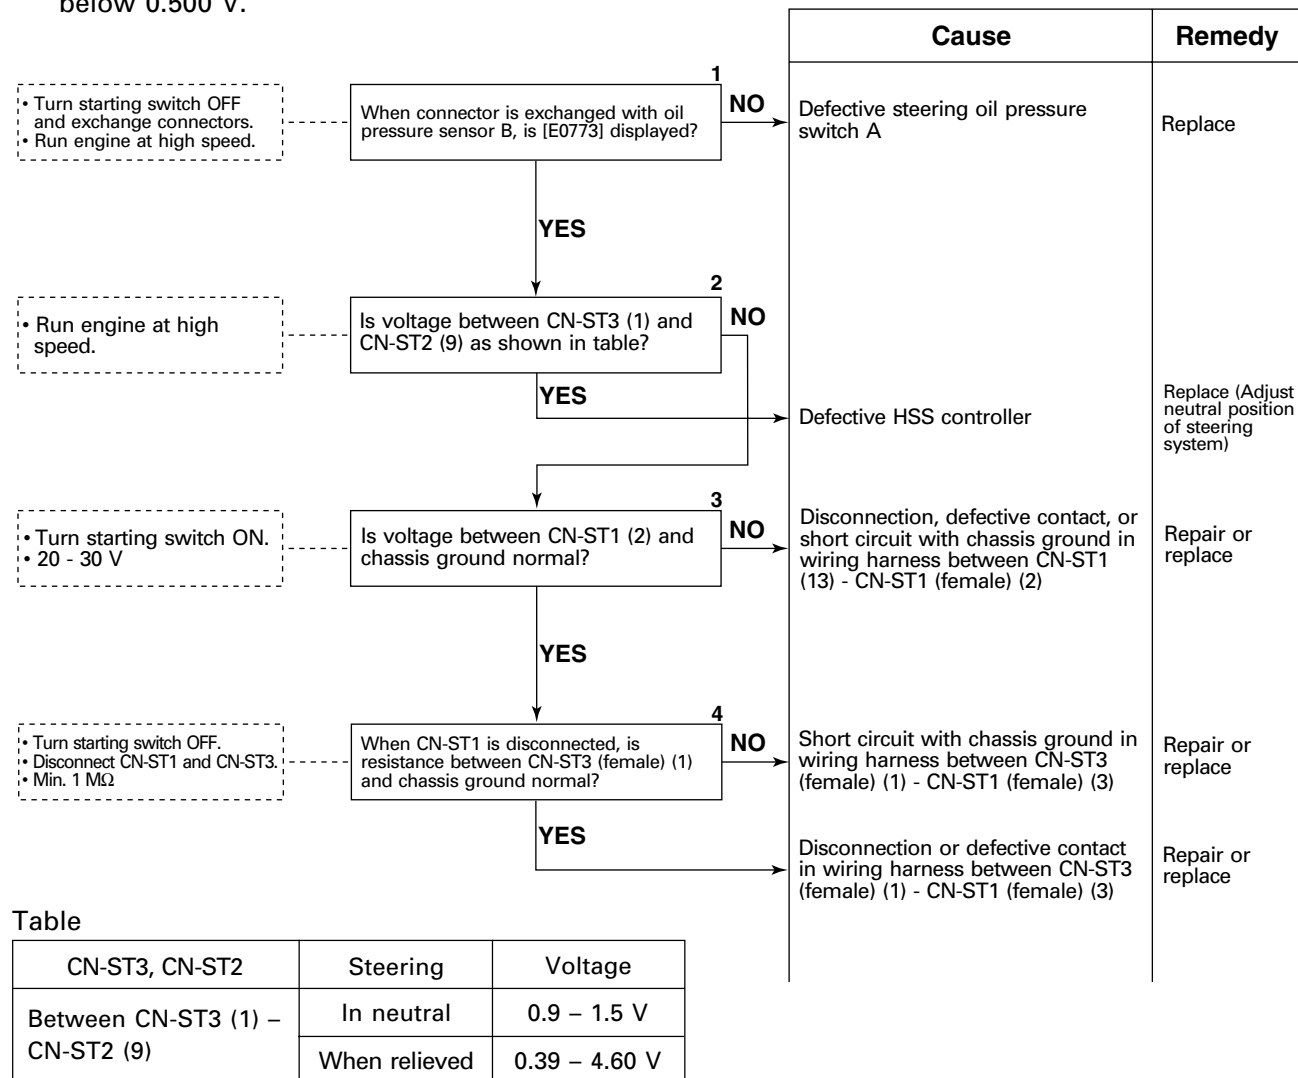 below 0.500 V.
Cause
Remedy
• Turn starting switch OFF
and exchange connectors.
• Run engine at high speed.
1
When connector is exchanged with oil
pressure sensor B, is [E0773] displayed?
NO
Defective steering oil pressure
switch A
Replace
YES
• Run engine at high
speed.
2
Is voltage between CN-ST3 (1) and
CN-ST2 (9) as shown in table?
NO
YES
Defective HSS controller
Replace (Adjust
neutral position
of steering
system)
• Turn starting switch ON.
• 20 - 30 V
3
Is voltage between CN-ST1 (2) and
chassis ground normal?
NO
Disconnection, defective contact, or
short circuit with chassis ground in
wiring harness between CN-ST1
(13) - CN-ST1 (female) (2)
Repair or
replace
YES
• Turn starting switch OFF.
• Disconnect CN-ST1 and CN-ST3.
• Min. 1 MΩ
4
When CN-ST1 is disconnected, is
resistance between CN-ST3 (female) (1)
and chassis ground normal?
NO
Short circuit with chassis ground in
wiring harness between CN-ST3
(female) (1) - CN-ST1 (female) (3)
Repair or
replace
YES
Disconnection or defective contact
in wiring harness between CN-ST3
(female) (1) - CN-ST1 (female) (3)
Repair or
replace
Table
CN-ST3, CN-ST2
Steering
Voltage
Between CN-ST3 (1) –
CN-ST2 (9)
In neutral
0.9 – 1.5 V
When relieved
0.39 – 4.60 V